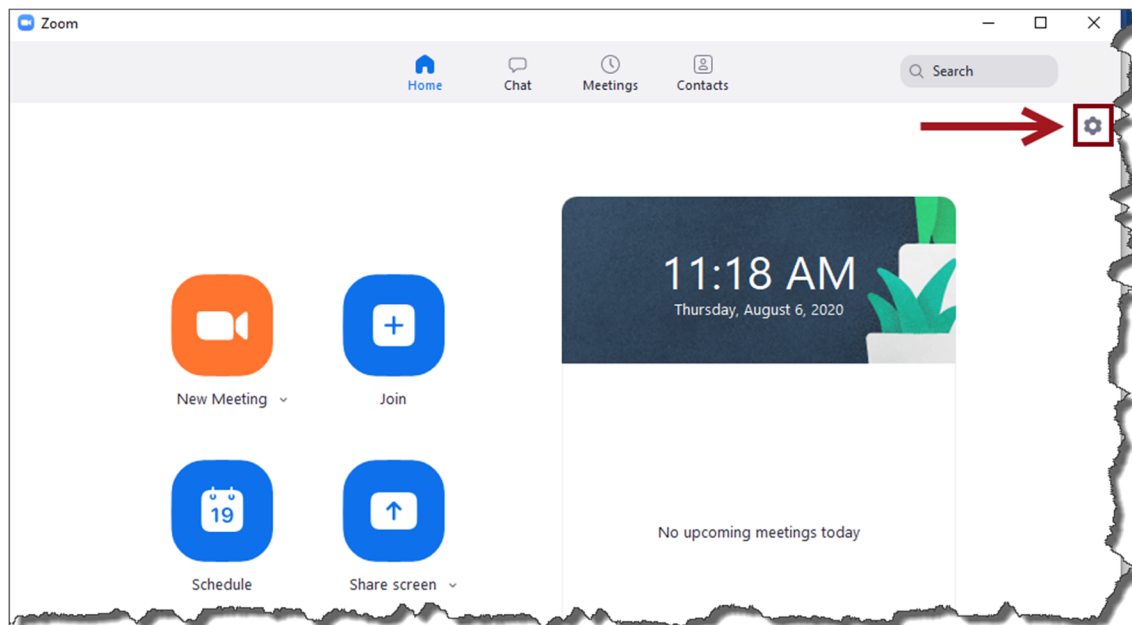 Zoom
Home
Chat
Meetings
Contacts
Search
11:18 AM
Thursday, August 6, 2020
New Meeting
Join
19
Schedule
Share screen
No upcoming meetings today